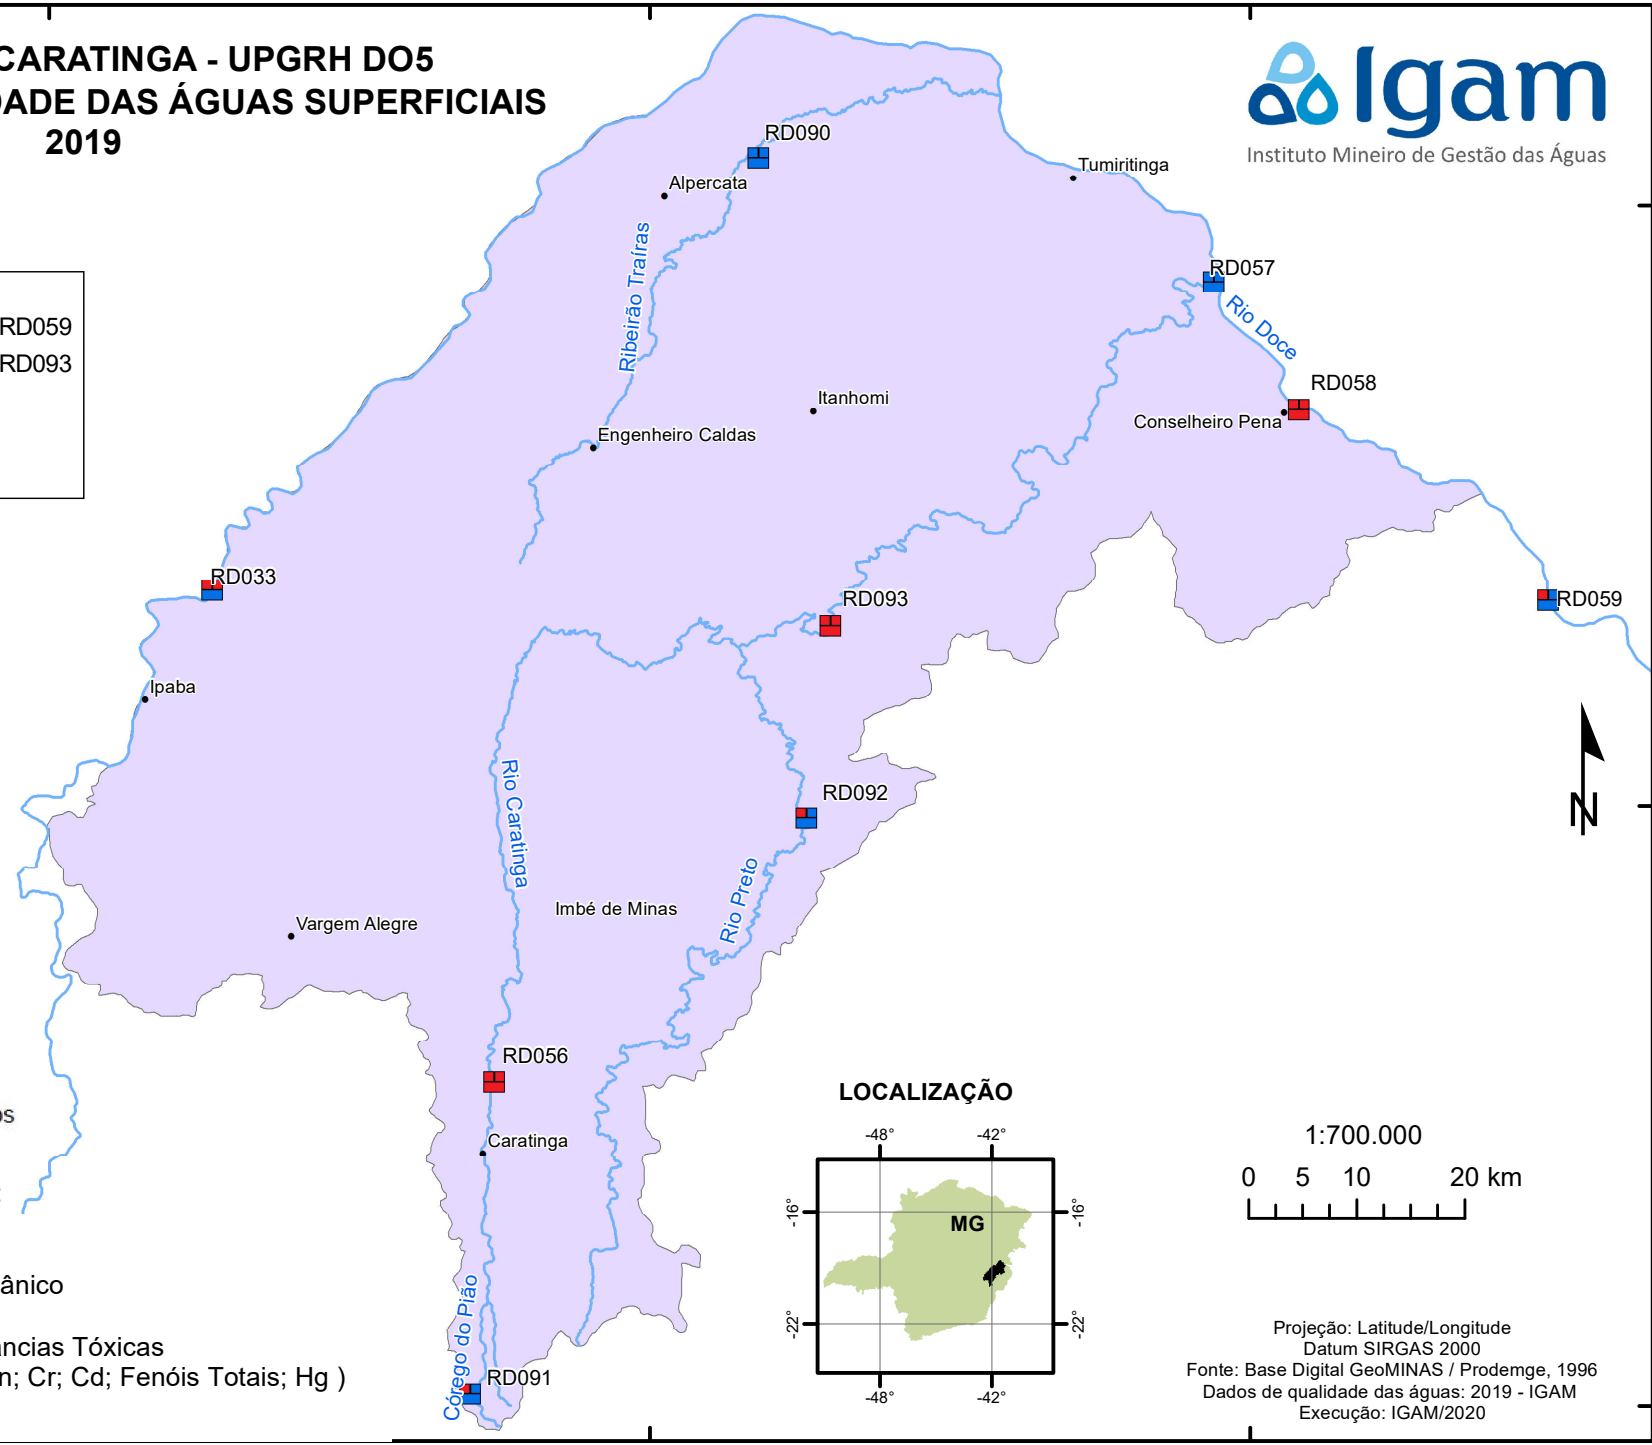 CARATINGA - UPGRH DO5
DADE DAS ÁGUAS SUPERFICIAIS
2019
Igam
Instituto Mineiro de Gestão das Águas
RD090
Tumiritinga
Alpercata
Ribeirão Traíras
RD057
Rio Doce
RD059
RD093
RD058
Itanhomi
Conselheiro Pena
Engenheiro Caldas
RD033
RD093
RD059
Ipaba
N
Rio Caratinga
RD092
Rio Preto
Imbé de Minas
Vargem Alegre
RD056
Caratinga
os
LOCALIZAÇÃO
-48° -42°
-16° -16°
MG
-22° -22°
-48° -42°
1:700.000
0 5 10 20 km
ânico
ncias Tóxicas
n; Cr; Cd; Fenóis Totais; Hg )
Córrego do Pião
RD091
Projeção: Latitude/Longitude
Datum SIRGAS 2000
Fonte: Base Digital GeoMINAS / Prodemge, 1996
Dados de qualidade das águas: 2019 - IGAM
Execução: IGAM/2020